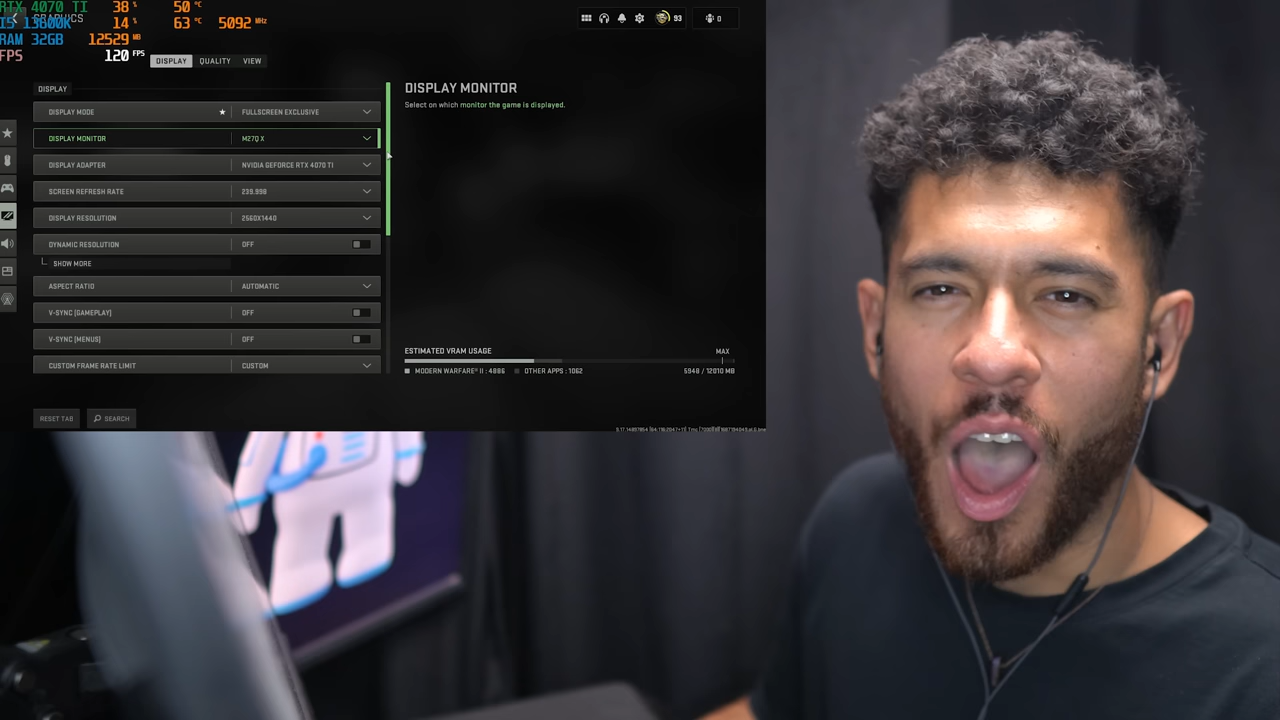 RTX 4070 TI 38 % 50 °C
GRAPHICS
I5 13600K 14 % 63 °C 5092 MHz
93
0
RAM 32GB 12529 MB
FPS 120 FPS
DISPLAY QUALITY VIEW
DISPLAY
DISPLAY MODE FULLSCREEN EXCLUSIVE
DISPLAY MONITOR M27Q X
DISPLAY ADAPTER NVIDIA GEFORCE RTX 4070 TI
SCREEN REFRESH RATE 239.998
DISPLAY RESOLUTION 2560X1440
DYNAMIC RESOLUTION OFF
SHOW MORE
ASPECT RATIO AUTOMATIC
V-SYNC (GAMEPLAY) OFF
V-SYNC (MENUS) OFF
CUSTOM FRAME RATE LIMIT CUSTOM
DISPLAY MONITOR
Select on which monitor the game is displayed.
ESTIMATED VRAM USAGE MAX
MODERN WARFARE® II : 4886 OTHER APPS : 1062 5948 / 12010 MB
RESET TAB SEARCH